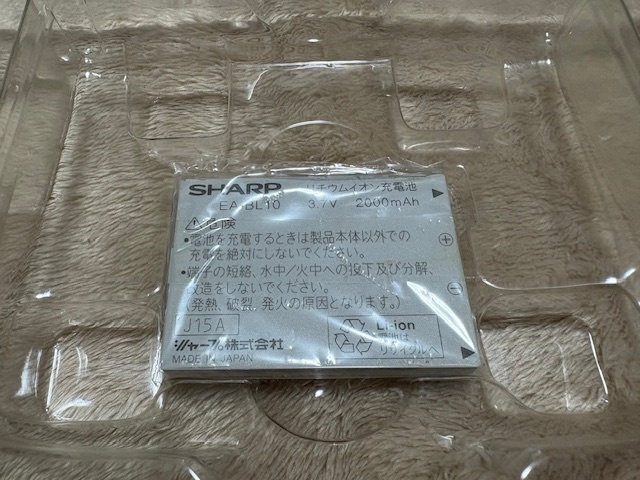 SHARP リチウムイオン充電池
EA-BL10 3.7V 2000mAh
⚠危険
•電池を充電するときは製品本体以外での
充電を絶対にしないでください。
•端子の短絡、水中/火中への投下及び分解、
改造をしないでください。
(発熱、破裂、発火の原因となります。)
J15A
シャープ株式会社
MADE IN JAPAN
Li-ion
電池は
リサイクルへ